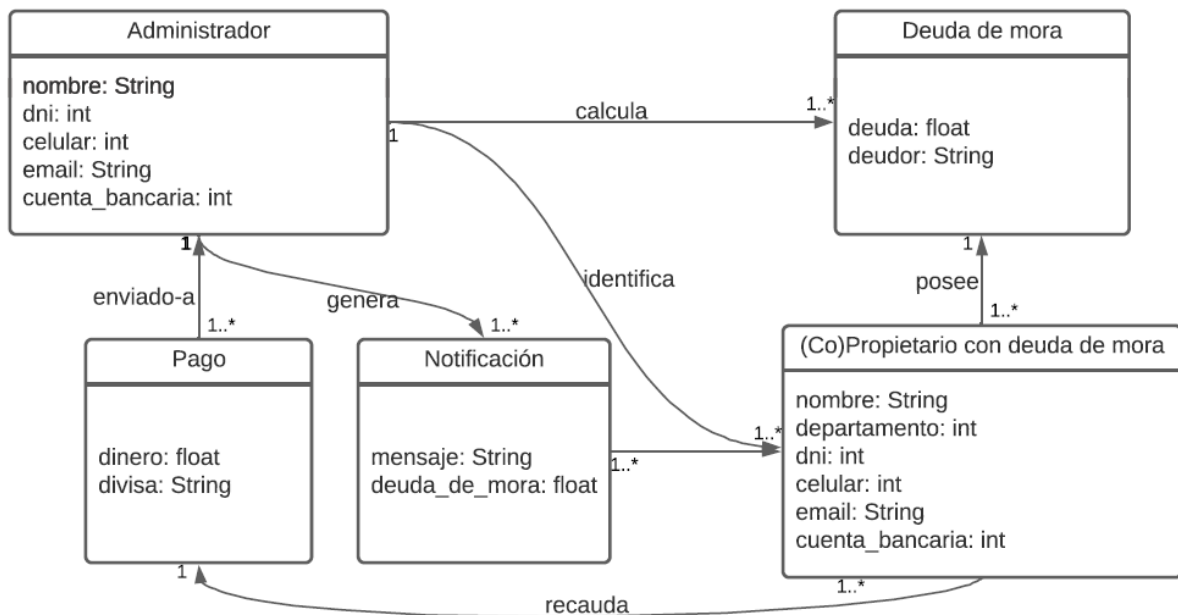 Administrador
nombre: String
dni: int
celular: int
email: String
cuenta_bancaria: int
1
calcula
1..*
Deuda de mora
deuda: float
deudor: String
1
1
enviado-a
genera
identifica
posee
1..*
1..*
1..*
Pago
dinero: float
divisa: String
Notificación
mensaje: String
deuda_de_mora: float
1..*
1..*
(Co)Propietario con deuda de mora
nombre: String
departamento: int
dni: int
celular: int
email: String
cuenta_bancaria: int
1
1..*
recauda